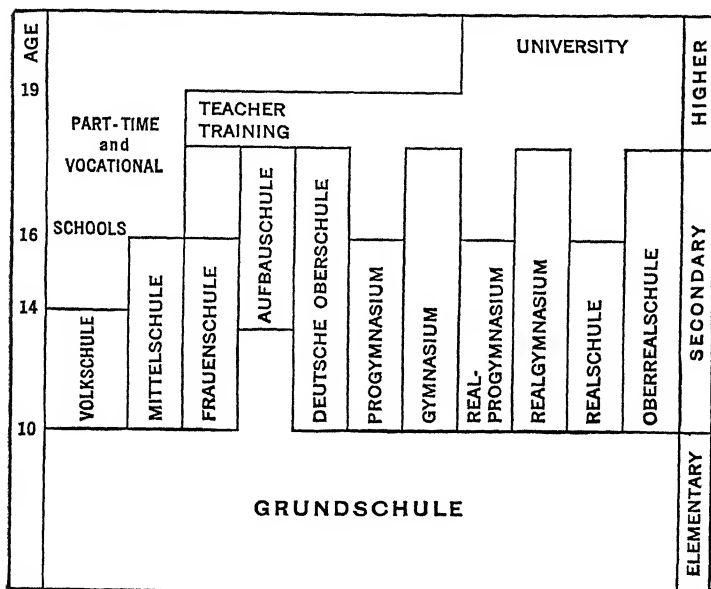 AGE
19
16
14
10
UNIVERSITY
HIGHER
TEACHER
TRAINING
PART-TIME
and
VOCATIONAL
SCHOOLS
VOLKSCHULE
MITTELSCHULE
FRAUENSCHULE
AUFBAUSCHULE
DEUTSCHE OBERSCHULE
PROGYMNASIUM
GYMNASIUM
REAL-
PROGYMNASIUM
REALGYMNASIUM
REALSCHULE
OBERREALSCHULE
SECONDARY
GRUNDSCHULE
ELEMENTARY